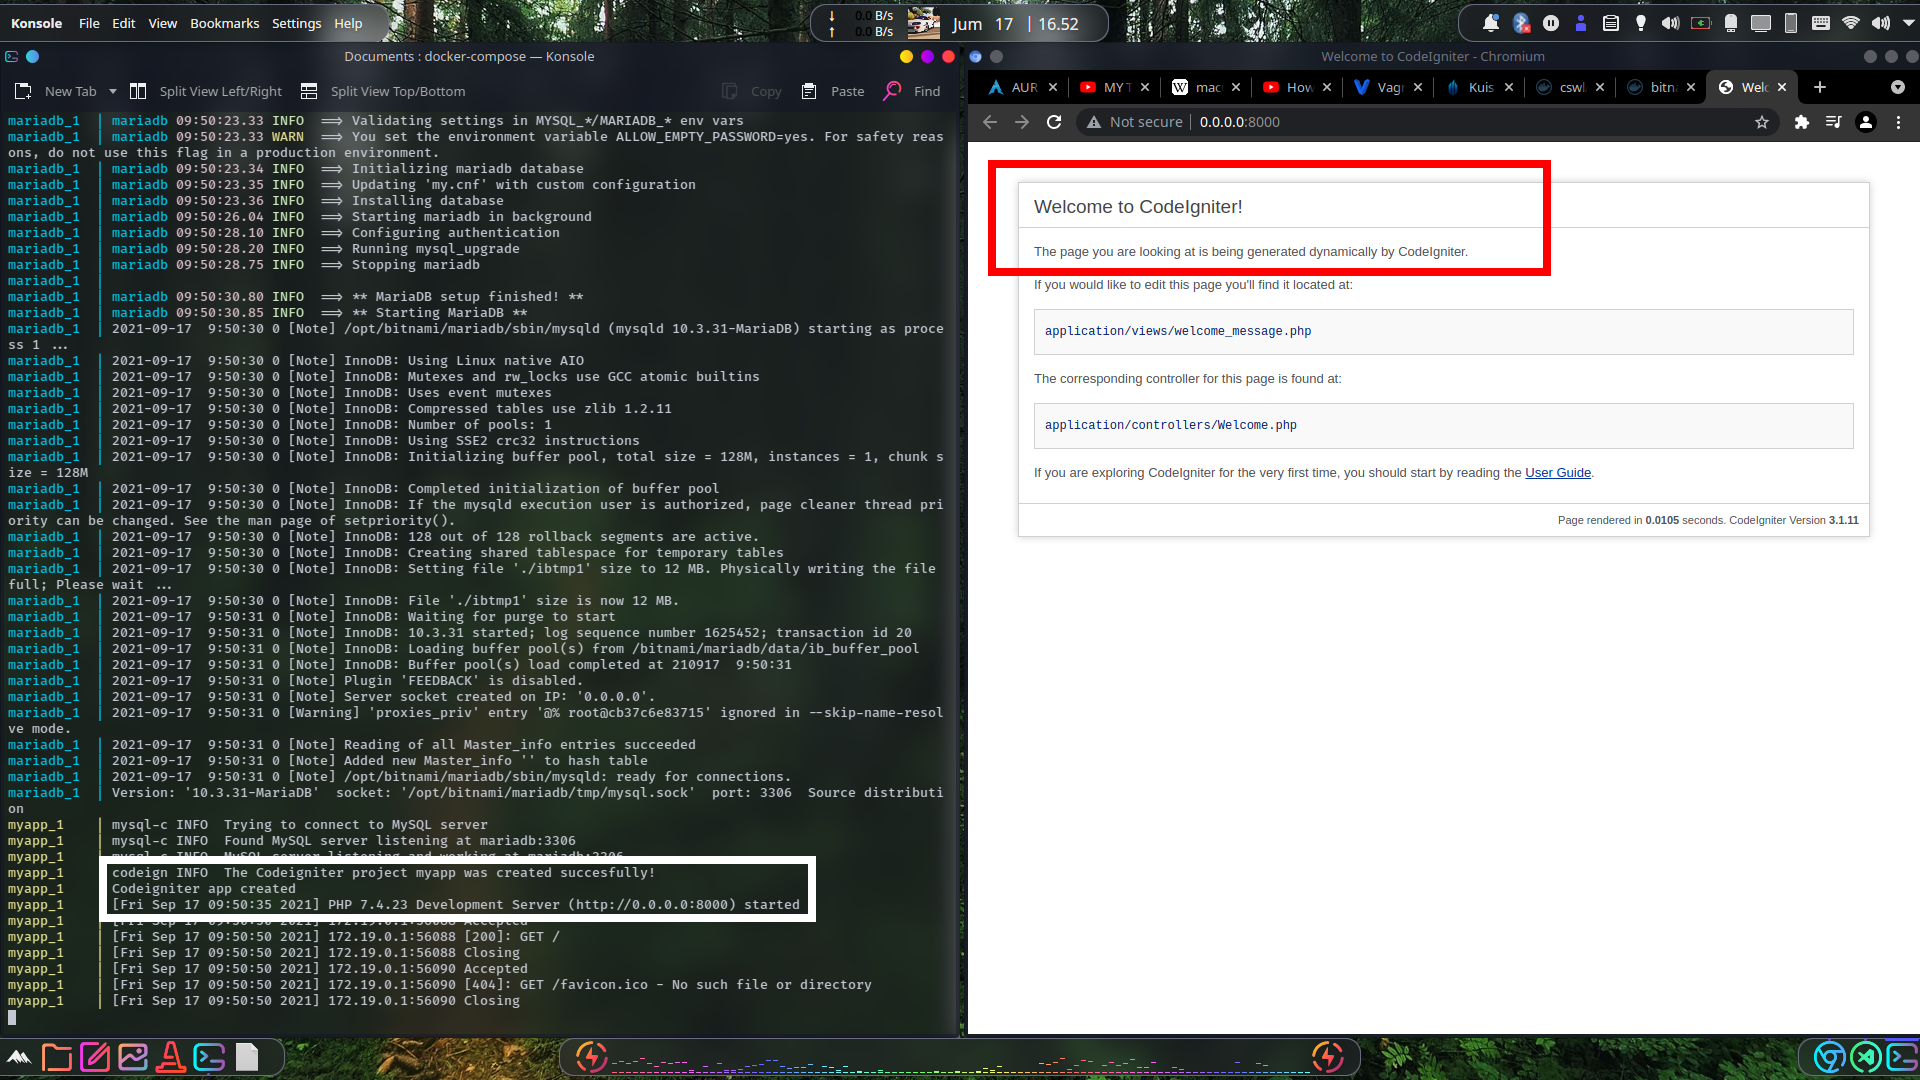 Konsole File Edit View Bookmarks Settings Help
0.0 B/s
0.0 B/s
Jum 17 | 16.52
Documents : docker-compose — Konsole
New Tab Split View Left/Right Split View Top/Bottom Copy Paste Find
mariadb_1 | mariadb 09:50:23.33 INFO ==> Validating settings in MYSQL_*/MARIADB_* env vars
mariadb_1 | mariadb 09:50:23.33 WARN ==> You set the environment variable ALLOW_EMPTY_PASSWORD=yes. For safety reas
ons, do not use this flag in a production environment.
mariadb_1 | mariadb 09:50:23.34 INFO ==> Initializing mariadb database
mariadb_1 | mariadb 09:50:23.35 INFO ==> Updating 'my.cnf' with custom configuration
mariadb_1 | mariadb 09:50:23.36 INFO ==> Installing database
mariadb_1 | mariadb 09:50:26.04 INFO ==> Starting mariadb in background
mariadb_1 | mariadb 09:50:28.10 INFO ==> Configuring authentication
mariadb_1 | mariadb 09:50:28.20 INFO ==> Running mysql_upgrade
mariadb_1 | mariadb 09:50:28.75 INFO ==> Stopping mariadb
mariadb_1 |
mariadb_1 | mariadb 09:50:30.80 INFO ==> ** MariaDB setup finished! **
mariadb_1 | mariadb 09:50:30.85 INFO ==> ** Starting MariaDB **
mariadb_1 | 2021-09-17 9:50:30 0 [Note] /opt/bitnami/mariadb/sbin/mysqld (mysqld 10.3.31-MariaDB) starting as proce
ss 1 ...
mariadb_1 | 2021-09-17 9:50:30 0 [Note] InnoDB: Using Linux native AIO
mariadb_1 | 2021-09-17 9:50:30 0 [Note] InnoDB: Mutexes and rw_locks use GCC atomic builtins
mariadb_1 | 2021-09-17 9:50:30 0 [Note] InnoDB: Uses event mutexes
mariadb_1 | 2021-09-17 9:50:30 0 [Note] InnoDB: Compressed tables use zlib 1.2.11
mariadb_1 | 2021-09-17 9:50:30 0 [Note] InnoDB: Number of pools: 1
mariadb_1 | 2021-09-17 9:50:30 0 [Note] InnoDB: Using SSE2 crc32 instructions
mariadb_1 | 2021-09-17 9:50:30 0 [Note] InnoDB: Initializing buffer pool, total size = 128M, instances = 1, chunk s
ize = 128M
mariadb_1 | 2021-09-17 9:50:30 0 [Note] InnoDB: Completed initialization of buffer pool
mariadb_1 | 2021-09-17 9:50:30 0 [Note] InnoDB: If the mysqld execution user is authorized, page cleaner thread pri
ority can be changed. See the man page of setpriority().
mariadb_1 | 2021-09-17 9:50:30 0 [Note] InnoDB: 128 out of 128 rollback segments are active.
mariadb_1 | 2021-09-17 9:50:30 0 [Note] InnoDB: Creating shared tablespace for temporary tables
mariadb_1 | 2021-09-17 9:50:30 0 [Note] InnoDB: Setting file './ibtmp1' size to 12 MB. Physically writing the file
full; Please wait ...
mariadb_1 | 2021-09-17 9:50:30 0 [Note] InnoDB: File './ibtmp1' size is now 12 MB.
mariadb_1 | 2021-09-17 9:50:31 0 [Note] InnoDB: Waiting for purge to start
mariadb_1 | 2021-09-17 9:50:31 0 [Note] InnoDB: 10.3.31 started; log sequence number 1625452; transaction id 20
mariadb_1 | 2021-09-17 9:50:31 0 [Note] InnoDB: Loading buffer pool(s) from /bitnami/mariadb/data/ib_buffer_pool
mariadb_1 | 2021-09-17 9:50:31 0 [Note] InnoDB: Buffer pool(s) load completed at 210917 9:50:31
mariadb_1 | 2021-09-17 9:50:31 0 [Note] Plugin 'FEEDBACK' is disabled.
mariadb_1 | 2021-09-17 9:50:31 0 [Note] Server socket created on IP: '0.0.0.0'.
mariadb_1 | 2021-09-17 9:50:31 0 [Warning] 'proxies_priv' entry '@% root@cb37c6e83715' ignored in --skip-name-resol
ve mode.
mariadb_1 | 2021-09-17 9:50:31 0 [Note] Reading of all Master_info entries succeeded
mariadb_1 | 2021-09-17 9:50:31 0 [Note] Added new Master_info '' to hash table
mariadb_1 | 2021-09-17 9:50:31 0 [Note] /opt/bitnami/mariadb/sbin/mysqld: ready for connections.
mariadb_1 | Version: '10.3.31-MariaDB' socket: '/opt/bitnami/mariadb/tmp/mysql.sock' port: 3306 Source distributi
on
myapp_1 | mysql-c INFO Trying to connect to MySQL server
myapp_1 | mysql-c INFO Found MySQL server listening at mariadb:3306
myapp_1 | mysql-c INFO MySQL server listening and working at mariadb:3306
myapp_1 codeign INFO The Codeigniter project myapp was created succesfully!
myapp_1 Codeigniter app created
myapp_1 [Fri Sep 17 09:50:35 2021] PHP 7.4.23 Development Server (http://0.0.0.0:8000) started
myapp_1 | [Fri Sep 17 09:50:50 2021] 172.19.0.1:56088 Accepted
myapp_1 | [Fri Sep 17 09:50:50 2021] 172.19.0.1:56088 [200]: GET /
myapp_1 | [Fri Sep 17 09:50:50 2021] 172.19.0.1:56088 Closing
myapp_1 | [Fri Sep 17 09:50:50 2021] 172.19.0.1:56090 Accepted
myapp_1 | [Fri Sep 17 09:50:50 2021] 172.19.0.1:56090 [404]: GET /favicon.ico - No such file or directory
myapp_1 | [Fri Sep 17 09:50:50 2021] 172.19.0.1:56090 Closing
Welcome to CodeIgniter - Chromium
AUR MY T mac How Vagr Kuis cswl bitn Welc
Not secure | 0.0.0.0:8000
Welcome to CodeIgniter!
The page you are looking at is being generated dynamically by CodeIgniter.
If you would like to edit this page you'll find it located at:
application/views/welcome_message.php
The corresponding controller for this page is found at:
application/controllers/Welcome.php
If you are exploring CodeIgniter for the very first time, you should start by reading the User Guide.
Page rendered in 0.0105 seconds. CodeIgniter Version 3.1.11